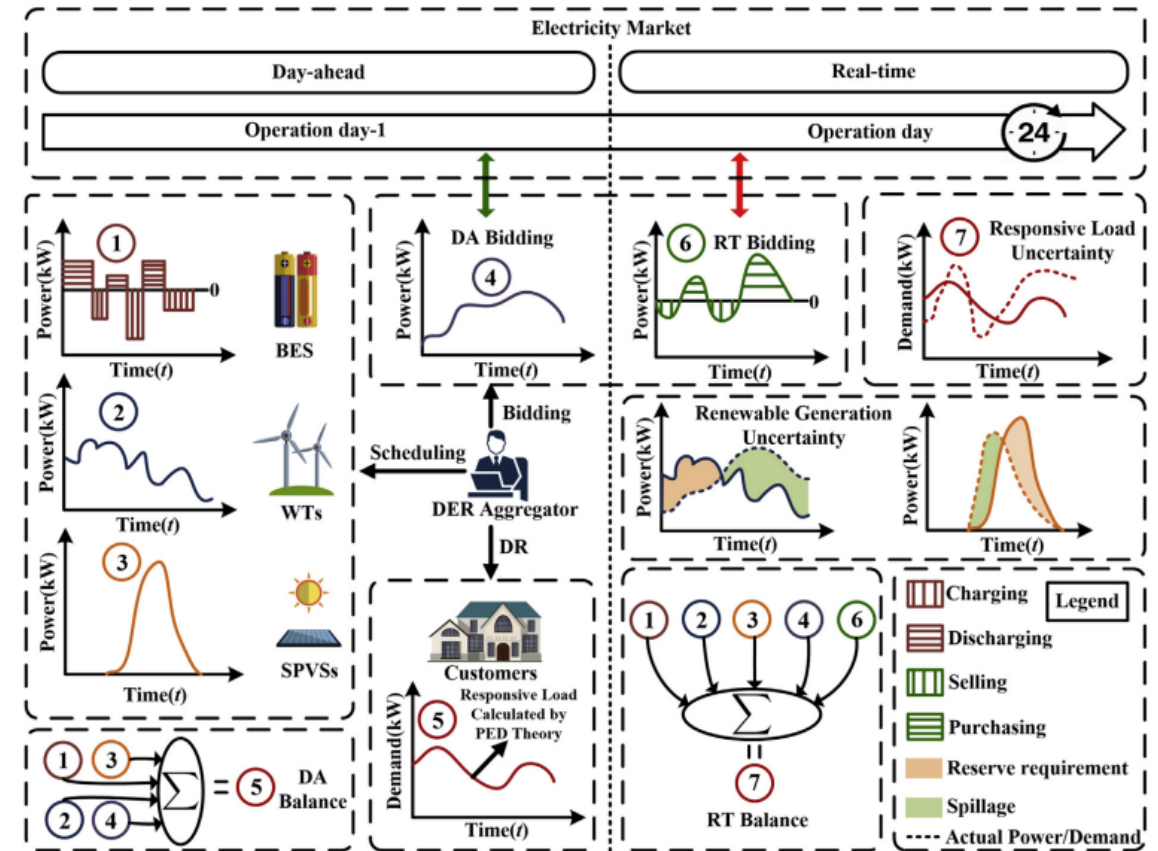 Electricity Market
Day-ahead
Real-time
Operation day-1
Operation day
24
1
Power(kW)
0
Time(t)
BES
2
Power(kW)
Time(t)
WTs
3
Power(kW)
Time(t)
SPVSs
DA Bidding
4
Power(kW)
Time(t)
6
RT Bidding
Power(kW)
0
Time(t)
7
Responsive Load
Uncertainty
Demand(kW)
Time(t)
Bidding
Scheduling
DER Aggregator
DR
Renewable Generation
Uncertainty
Power(kW)
Time(t)
Power(kW)
Time(t)
Customers
Responsive Load
Calculated by
PED Theory
5
Demand(kW)
Time(t)
1
3
2
4
Σ
=
5
DA
Balance
1
2
3
4
6
Σ
=
7
RT Balance
Legend
Charging
Discharging
Selling
Purchasing
Reserve requirement
Spillage
Actual Power/Demand